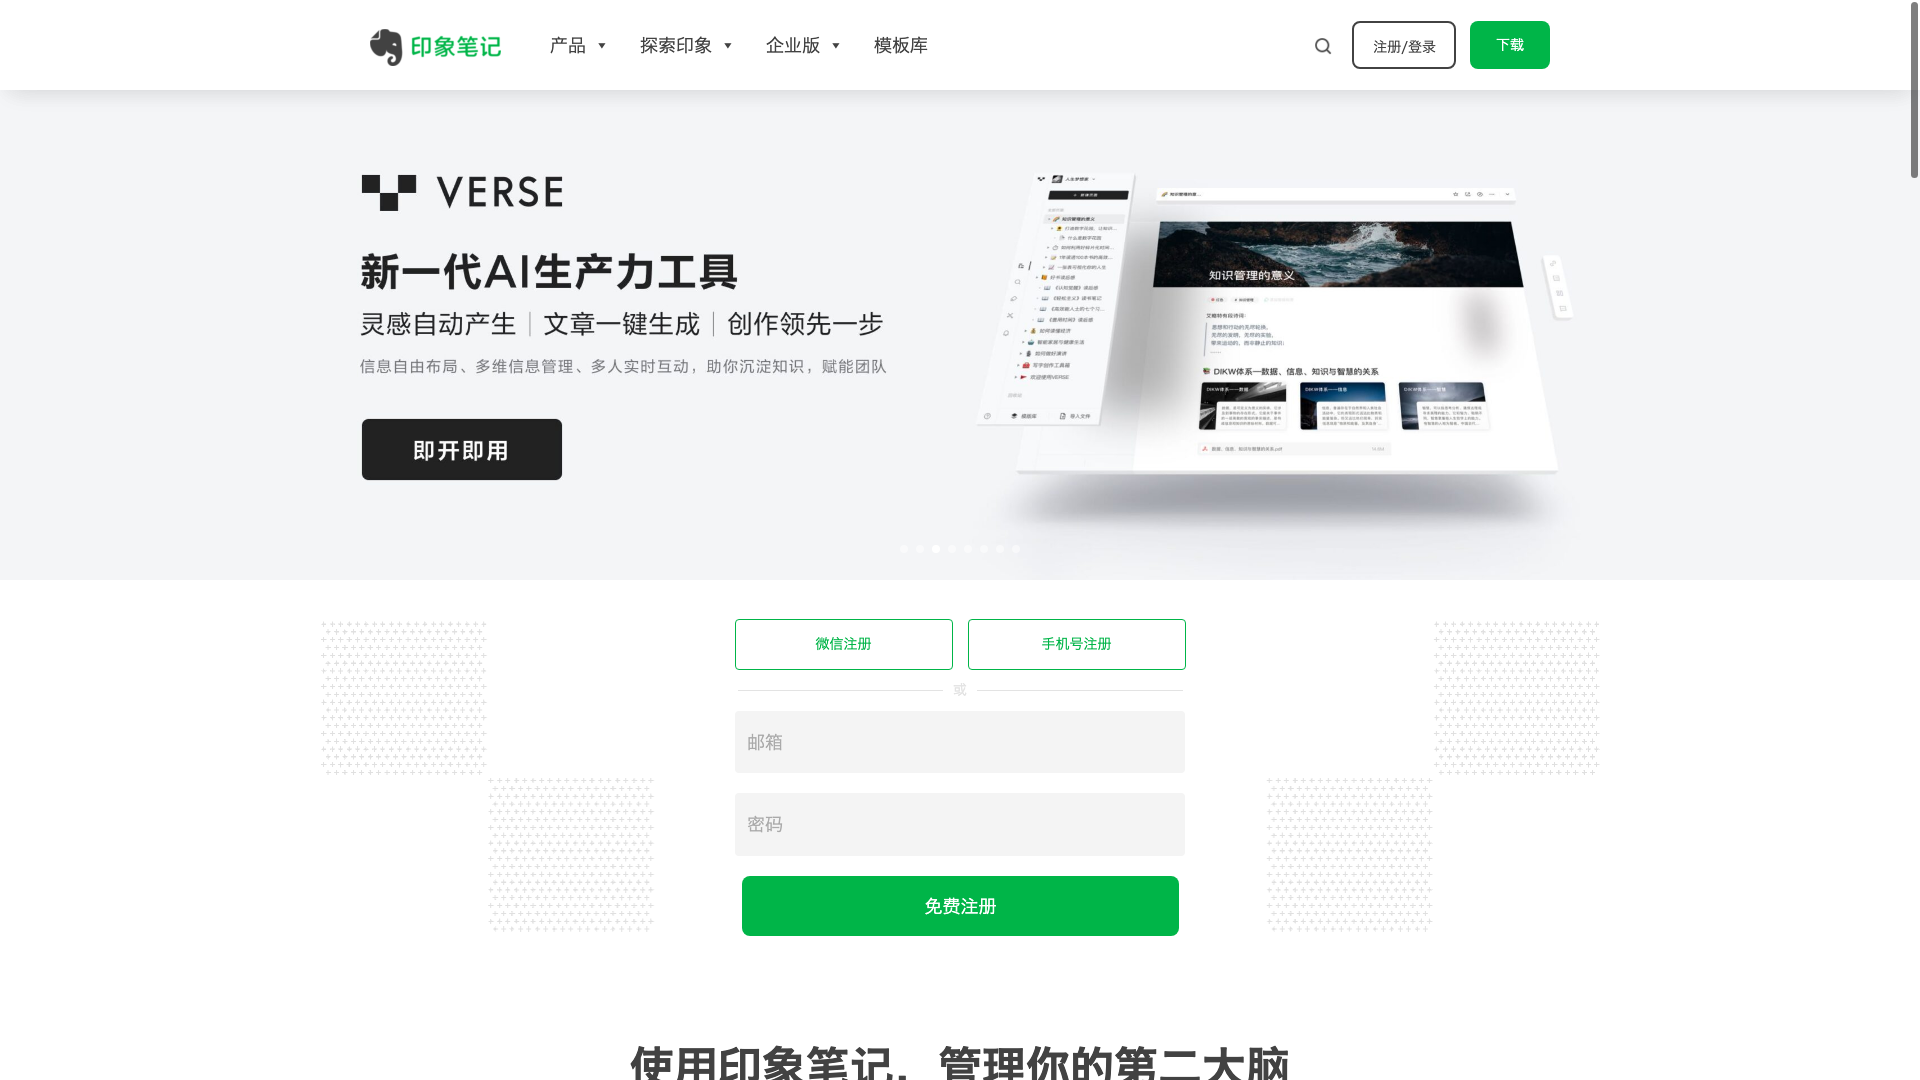 印象笔记
产品
探索印象
企业版
模板库
注册/登录
下载
VERSE
新一代AI生产力工具
灵感自动产生｜文章一键生成｜创作领先一步
信息自由布局、多维信息管理、多人实时互动，助你沉淀知识，赋能团队
即开即用
知识管理的意义
DIKW体系—数据、信息、知识与智慧的关系
微信注册
手机号注册
或
邮箱
密码
免费注册
使用印象笔记，管理你的第二大脑